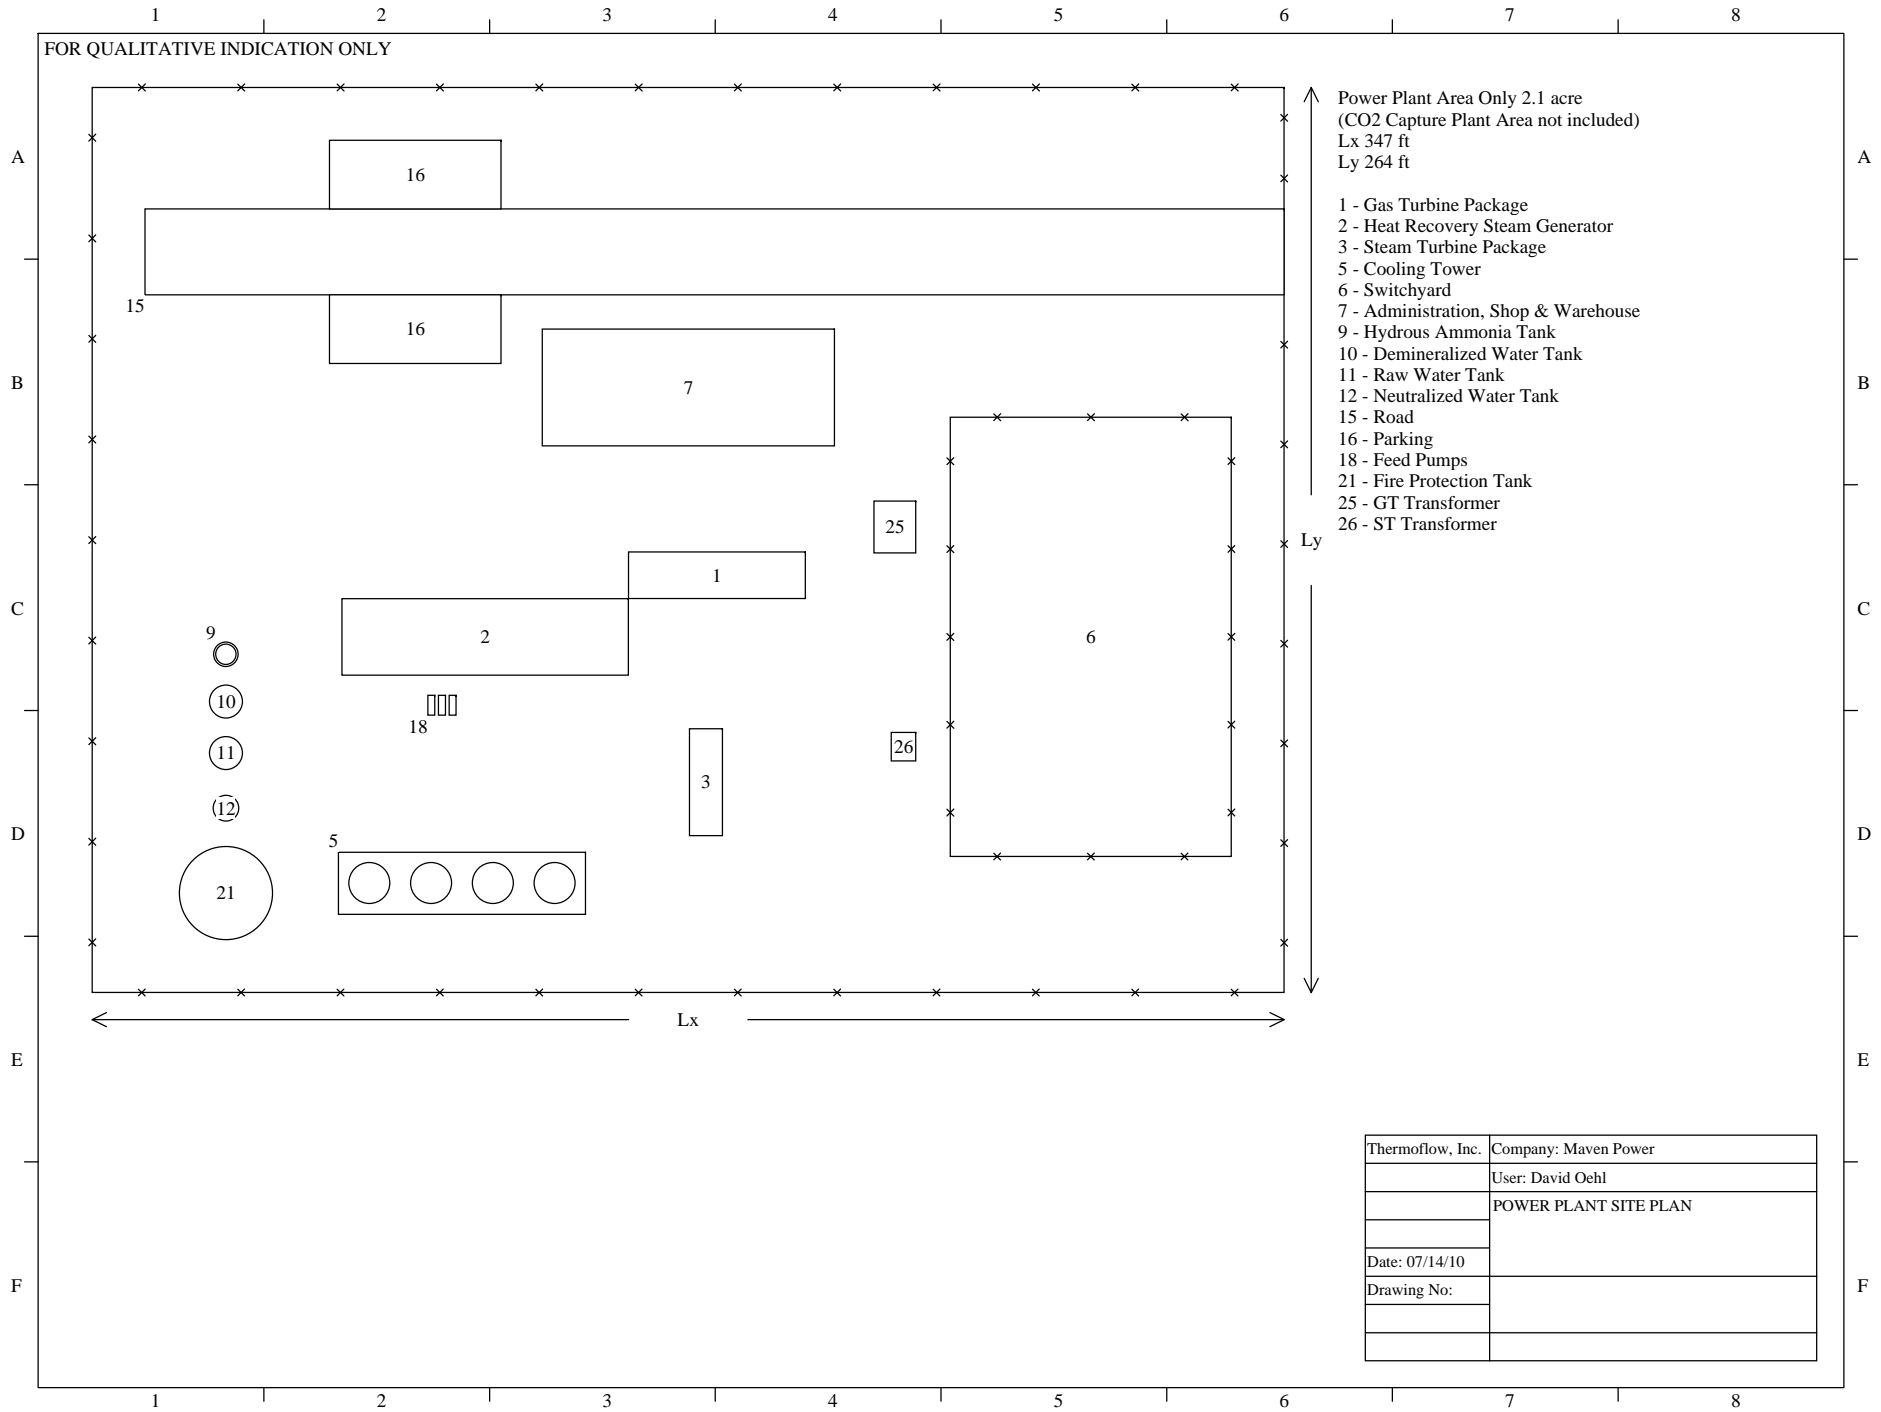 1 2 3 4 5 6 7 8
FOR QUALITATIVE INDICATION ONLY
Power Plant Area Only 2.1 acre
(CO2 Capture Plant Area not included)
Lx 347 ft
Ly 264 ft
1 - Gas Turbine Package
2 - Heat Recovery Steam Generator
3 - Steam Turbine Package
5 - Cooling Tower
6 - Switchyard
7 - Administration, Shop & Warehouse
9 - Hydrous Ammonia Tank
10 - Demineralized Water Tank
11 - Raw Water Tank
12 - Neutralized Water Tank
15 - Road
16 - Parking
18 - Feed Pumps
21 - Fire Protection Tank
25 - GT Transformer
26 - ST Transformer
A A
16
15
16
7
B B
25
Ly
1
C C
2
6
9
10
18
11
26
3
12
D D
5
21
Lx
E E
Thermoflow, Inc. Company: Maven Power
User: David Oehl
POWER PLANT SITE PLAN
Date: 07/14/10
Drawing No:
F F
1 2 3 4 5 6 7 8